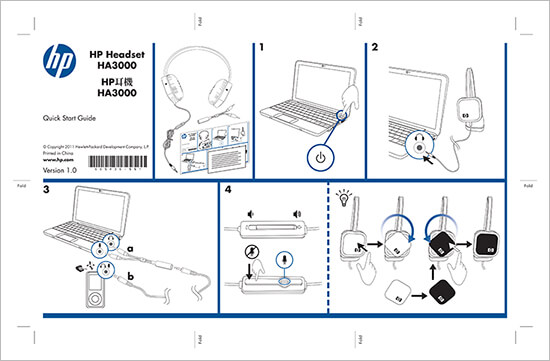 Fold
Fold
hp
HP Headset
HA3000
HP耳機
HA3000
Quick Start Guide
© Copyright 2011 Hewlett-Packard Development Company, L.P.
Printed in China
www.hp.com
Version 1.0
1
2
Fold
Fold
3
a
b
4
Fold
Fold